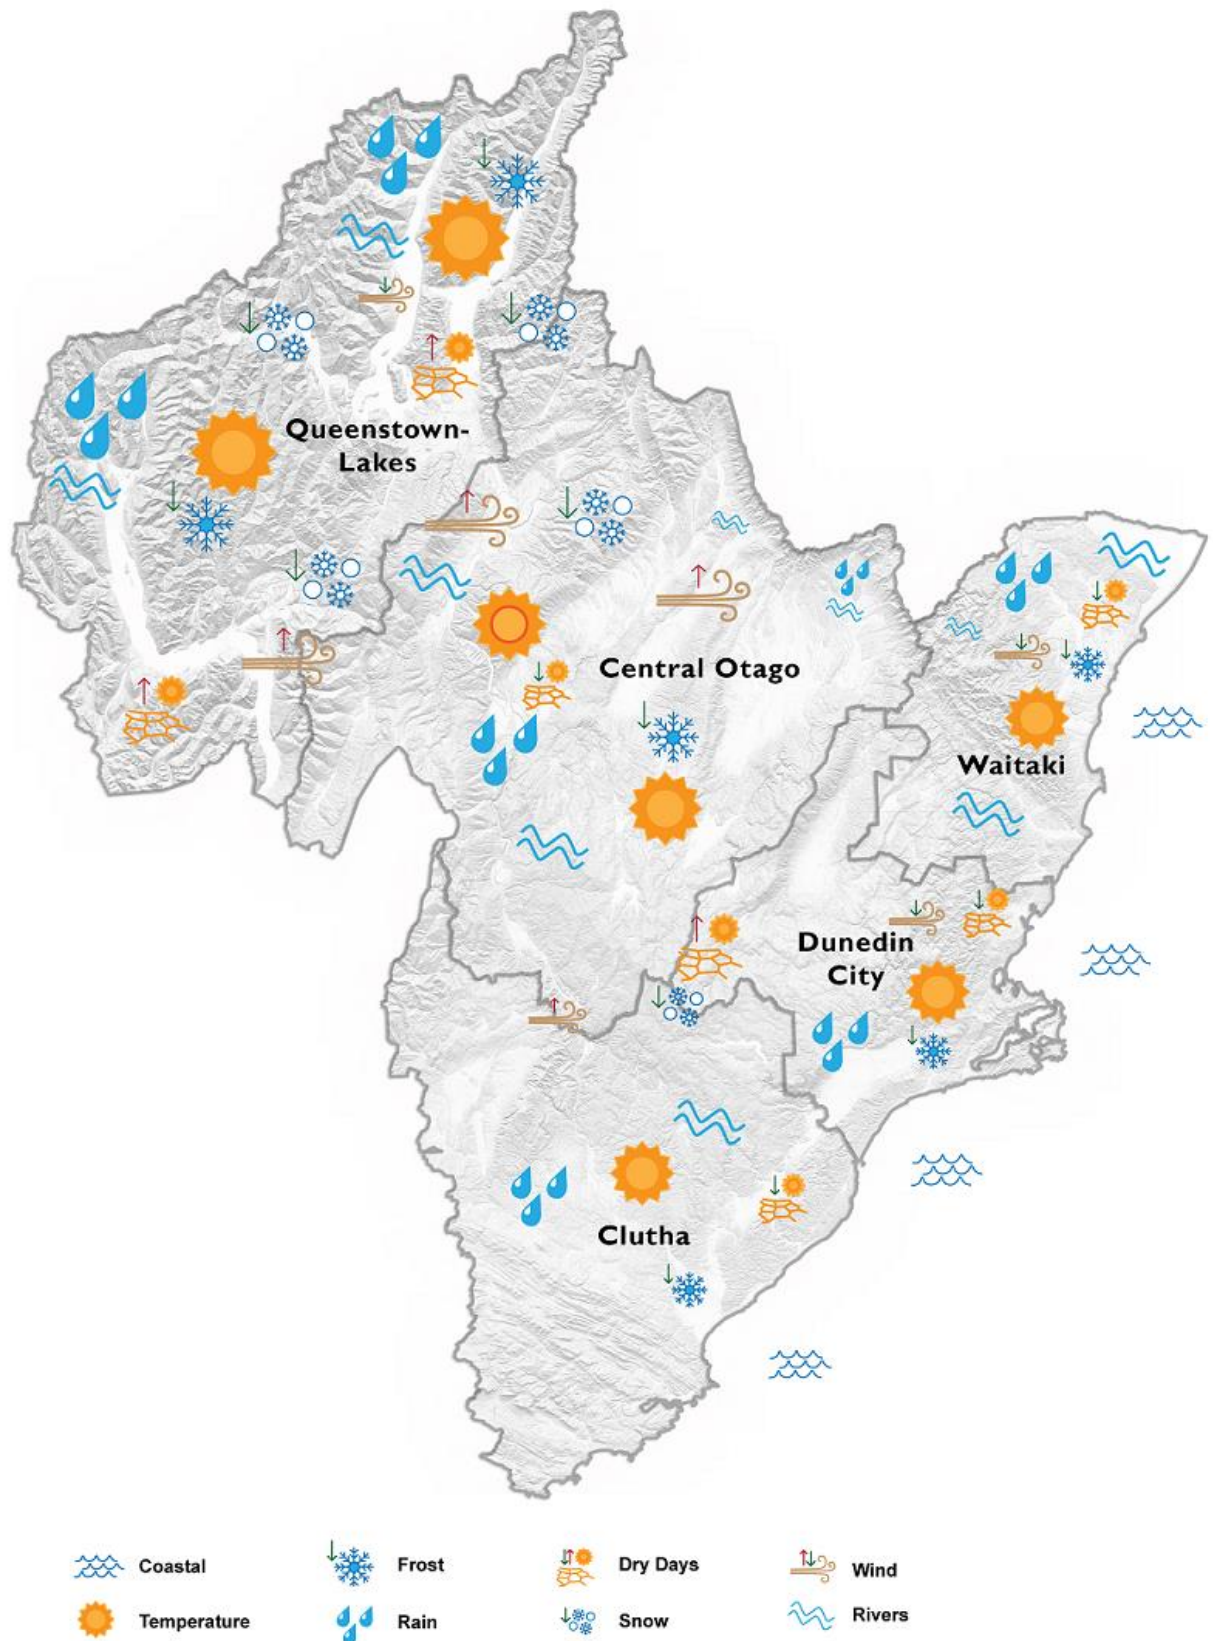 Queenstown-
Lakes
Central Otago
Waitaki
Dunedin
City
Clutha
Coastal
Frost
Dry Days
Wind
Temperature
Rain
Snow
Rivers